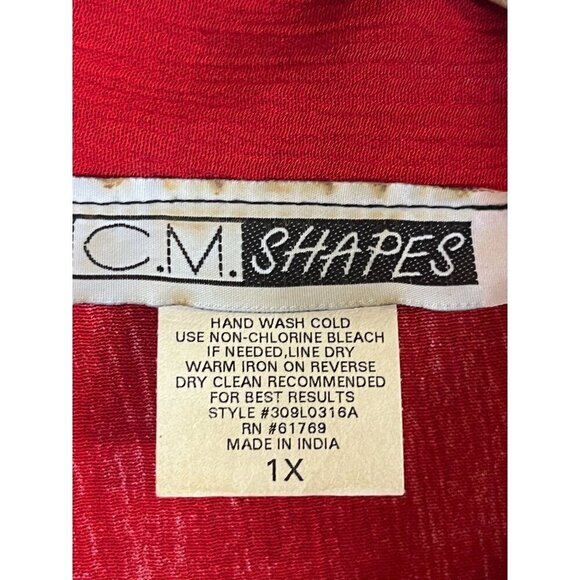 C.M. SHAPES
HAND WASH COLD
USE NON-CHLORINE BLEACH
IF NEEDED,LINE DRY
WARM IRON ON REVERSE
DRY CLEAN RECOMMENDED
FOR BEST RESULTS
STYLE #309L0316A
RN #61769
MADE IN INDIA
1X